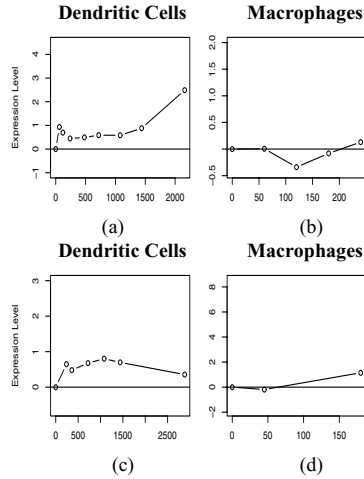 Dendritic Cells Macrophages
Expression Level
4
3
2
1
0
-1
0 500 1000 1500 2000
2.0
1.5
1.0
0.5
0.0
-0.5
0 50 100 150 200
(a) (b)
Dendritic Cells Macrophages
Expression Level
3
2
1
0
0 500 1500 2500
8
6
4
2
0
-2
0 50 100 150
(c) (d)